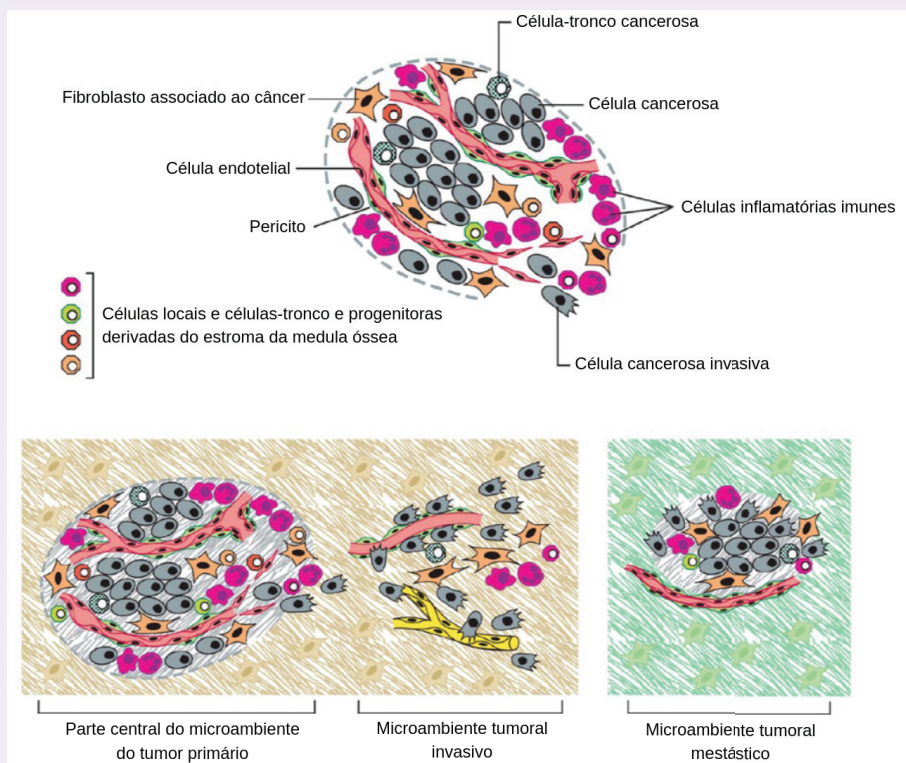 Célula-tronco cancerosa
Fibroblasto associado ao câncer
Célula cancerosa
Célula endotelial
Células inflamatórias imunes
Pericito
Células locais e células-tronco e progenitoras
derivadas do estroma da medula óssea
Célula cancerosa invasiva
Parte central do microambiente
do tumor primário
Microambiente tumoral
invasivo
Microambiente tumoral
mestástico